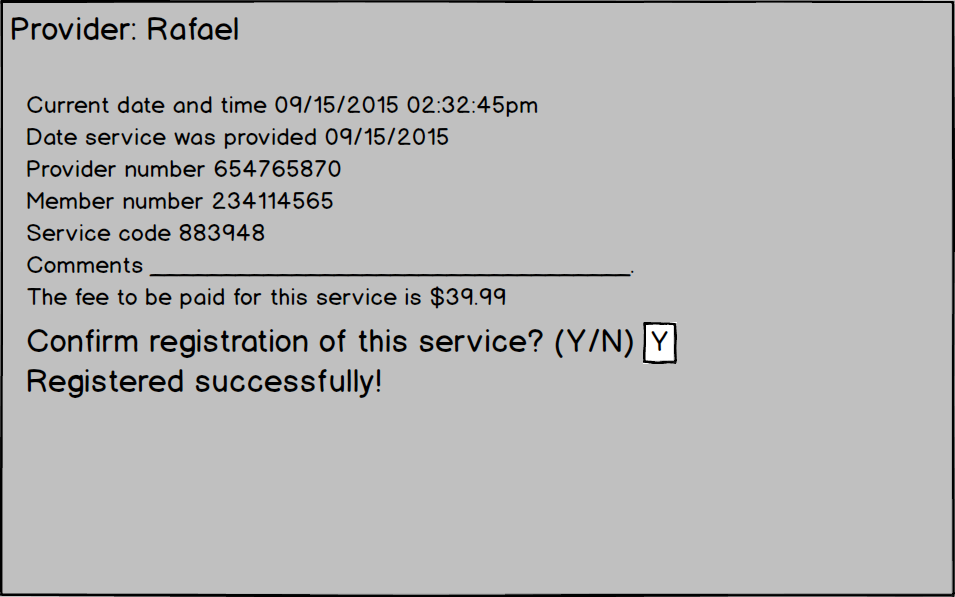 Provider: Rafael
Current date and time 09/15/2015 02:32:45pm
Date service was provided 09/15/2015
Provider number 654765870
Member number 234114565
Service code 883948
Comments ________________________________________.
The fee to be paid for this service is $39.99
Confirm registration of this service? (Y/N) Y
Registered successfully!